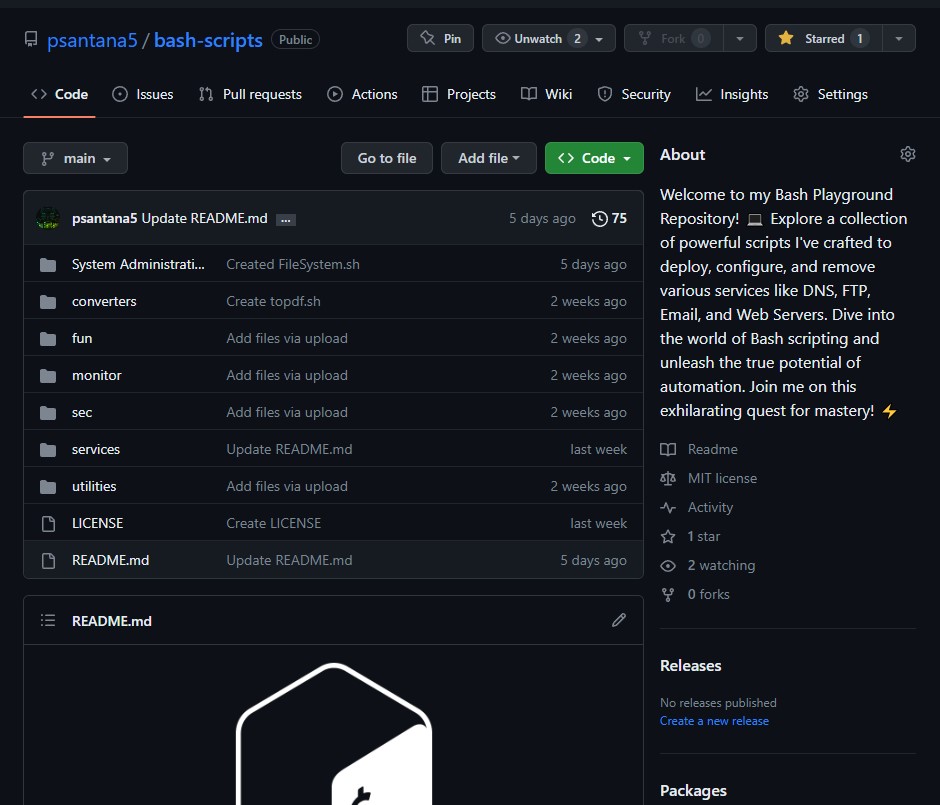 psantana5 / bash-scripts Public
Pin
Unwatch 2
Fork 0
Starred 1
Code
Issues
Pull requests
Actions
Projects
Wiki
Security
Insights
Settings
main
Go to file
Add file
Code
psantana5 Update README.md ...
5 days ago
75
System Administrati... Created FileSystem.sh 5 days ago
converters Create topdf.sh 2 weeks ago
fun Add files via upload 2 weeks ago
monitor Add files via upload 2 weeks ago
sec Add files via upload 2 weeks ago
services Update README.md last week
utilities Add files via upload 2 weeks ago
LICENSE Create LICENSE last week
README.md Update README.md 5 days ago
README.md
About
Welcome to my Bash Playground
Repository! 💻 Explore a collection
of powerful scripts I've crafted to
deploy, configure, and remove
various services like DNS, FTP,
Email, and Web Servers. Dive into
the world of Bash scripting and
unleash the true potential of
automation. Join me on this
exhilarating quest for mastery! ⚡
Readme
MIT license
Activity
1 star
2 watching
0 forks
Releases
No releases published
Create a new release
Packages